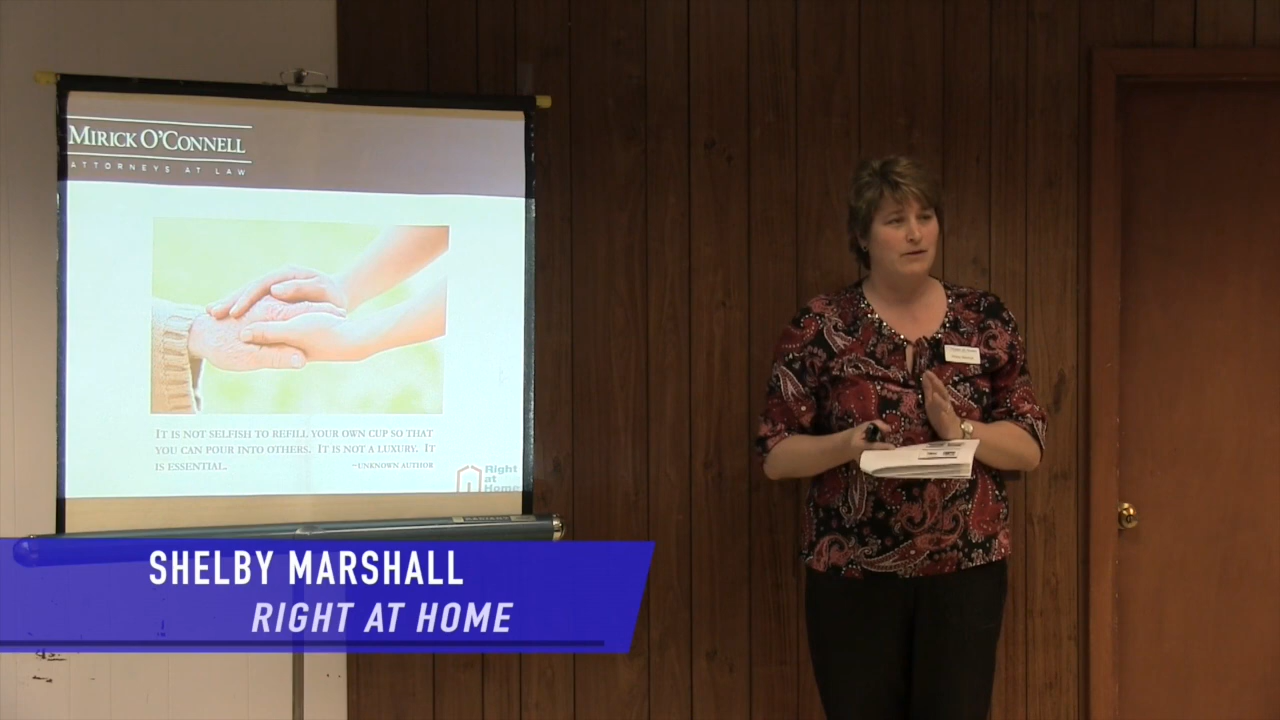 MIRICK O'CONNELL
ATTORNEYS AT LAW
IT IS NOT SELFISH TO REFILL YOUR OWN CUP SO THAT
YOU CAN POUR INTO OTHERS. IT IS NOT A LUXURY. IT
IS ESSENTIAL.
~UNKNOWN AUTHOR
Right
at
Home
SHELBY MARSHALL
RIGHT AT HOME